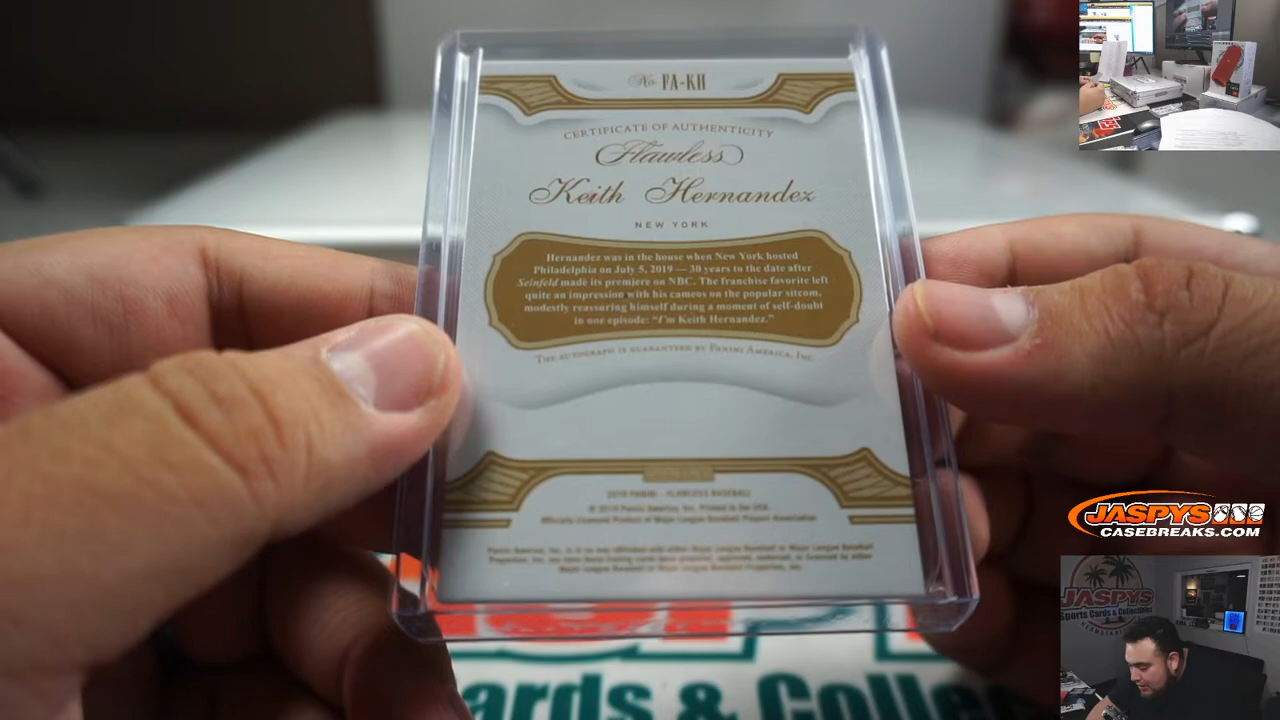 No. FA-KH
CERTIFICATE OF AUTHENTICITY
Flawless
Keith Hernandez
NEW YORK
Hernandez was in the house when New York hosted
Philadelphia on July 5, 2019 — 30 years to the date after
Seinfeld made its premiere on NBC. The franchise favorite left
quite an impression with his cameos on the popular sitcom,
modestly reassuring himself during a moment of self-doubt
in one episode: “I’m Keith Hernandez.”
THE AUTOGRAPH IS GUARANTEED BY PANINI AMERICA, INC.
2019 PANINI - FLAWLESS BASEBALL
© 2019 Panini America, Inc. Printed in the USA.
Officially Licensed Product of Major League Baseball Players Association
ards & Collec
JASPYS
CASEBREAKS.COM
JASPYS
Sports Cards & Collectibles